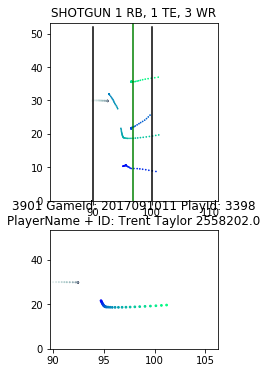 SHOTGUN 1 RB, 1 TE, 3 WR
50
40
30
20
10
0
90 100 110
3901 GameId: 2017091011 PlayId: 3398
PlayerName + ID: Trent Taylor 2558202.0
40
20
0
90 95 100 105